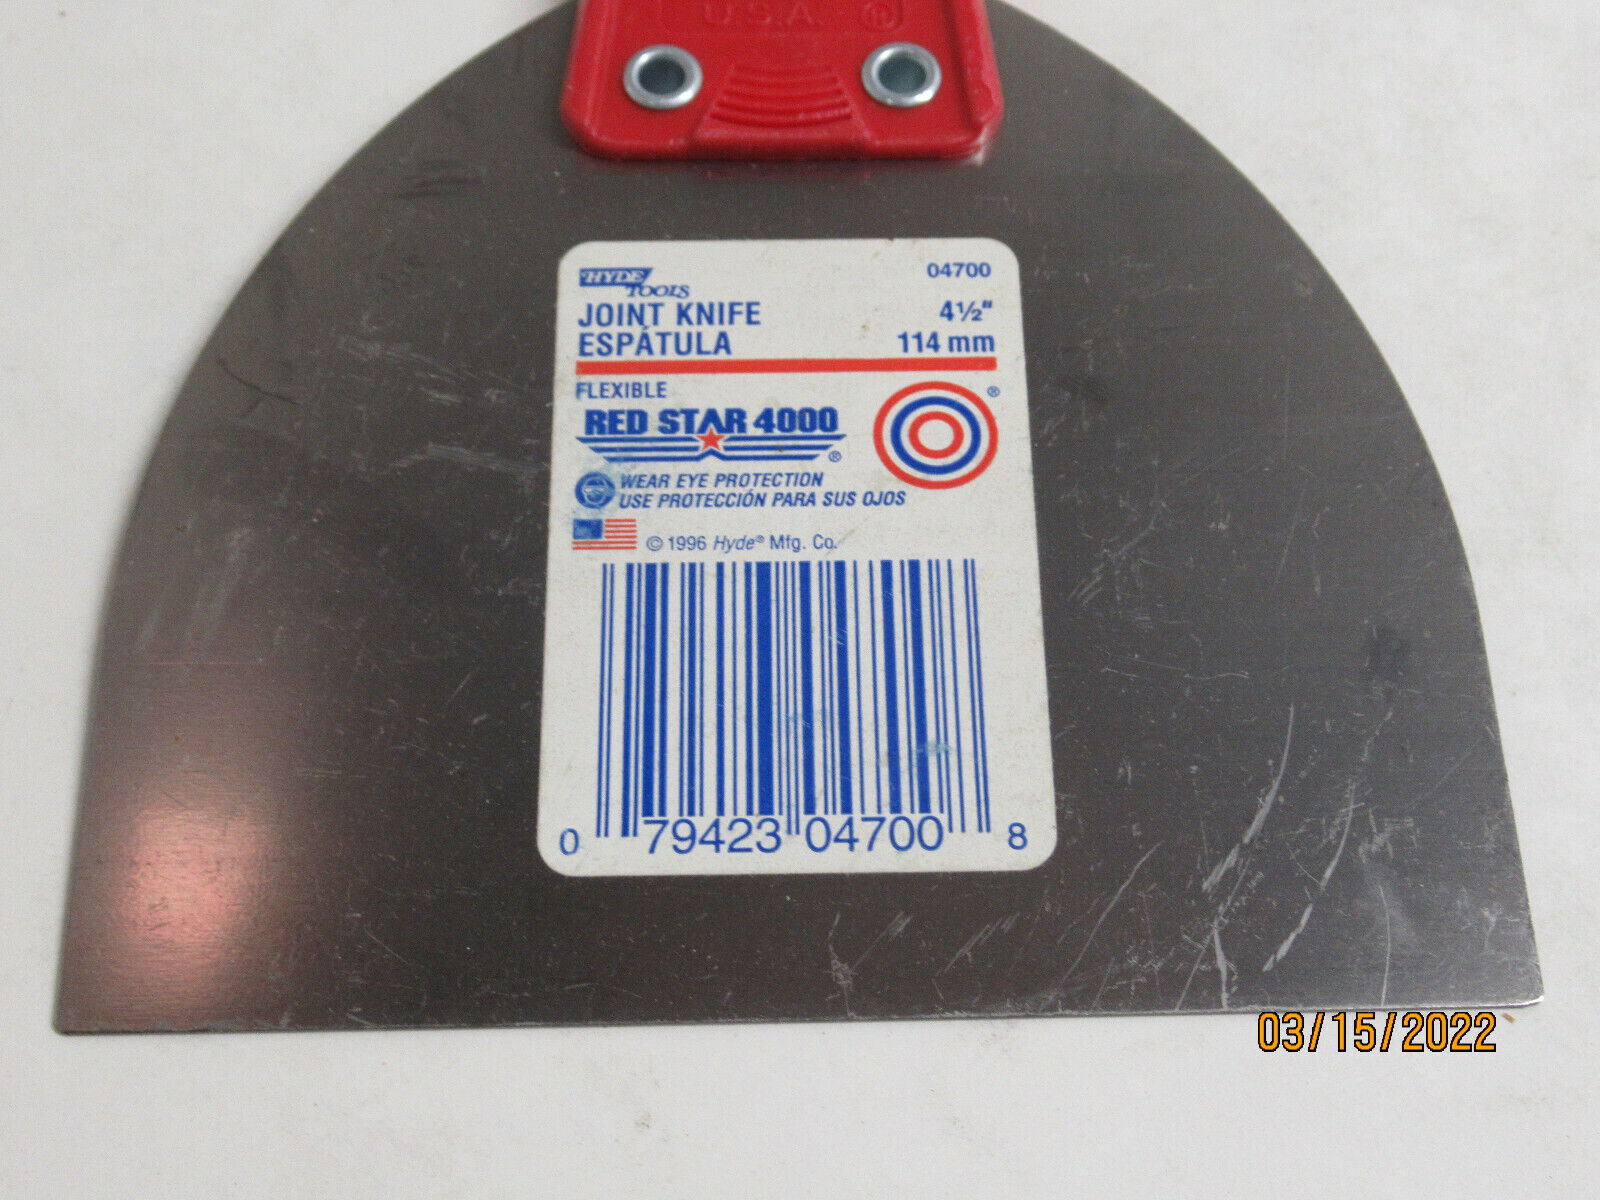 U.S.A. ®
HYDE
TOOLS
04700
JOINT KNIFE 4½"
ESPÁTULA 114 mm
FLEXIBLE
RED STAR 4000 ®
®
WEAR EYE PROTECTION
USE PROTECCIÓN PARA SUS OJOS
© 1996 Hyde® Mfg. Co.
0 79423 04700 8
03/15/2022